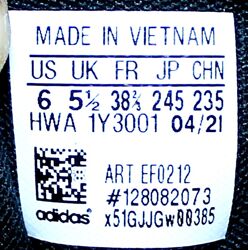 MADE IN VIETNAM
US UK FR JP CHN
6 5½ 38⅔ 245 235
HWA 1Y3001 04/21
ART EF0212
#128082073
adidas x51GJJGw00385